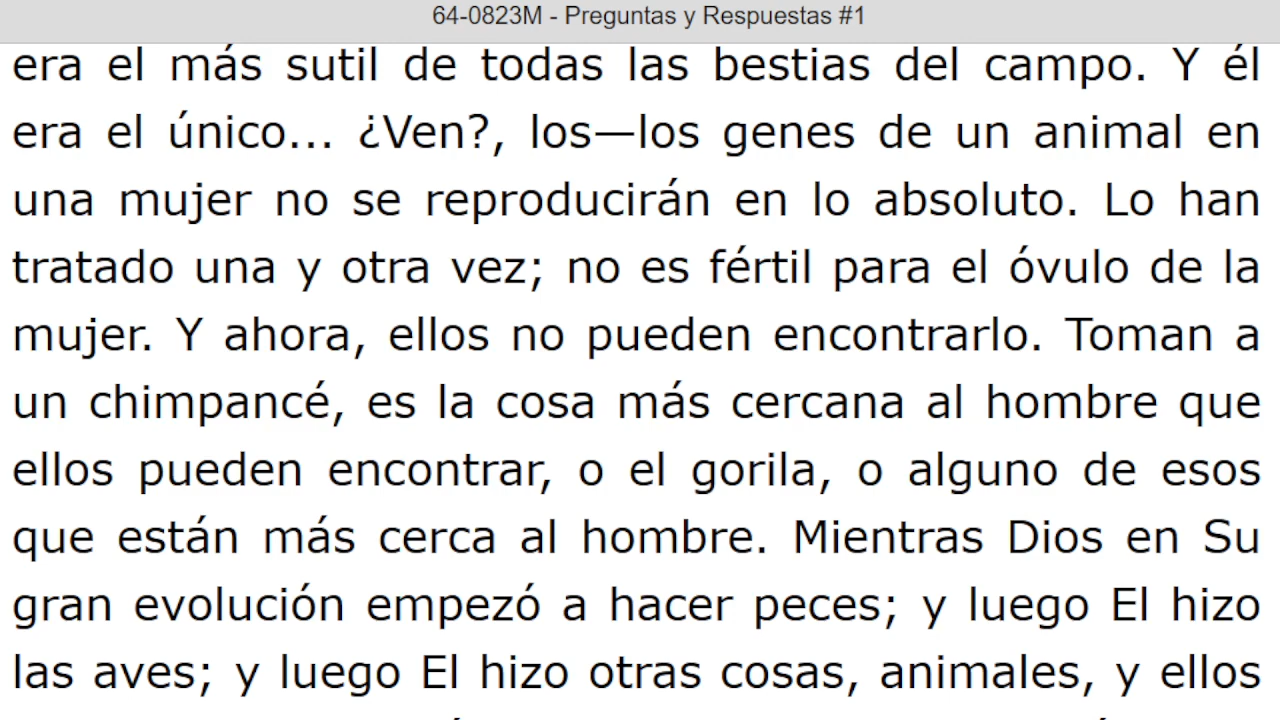 64-0823M - Preguntas y Respuestas #1
era el más sutil de todas las bestias del campo. Y él
era el único... ¿Ven?, los—los genes de un animal en
una mujer no se reproducirán en lo absoluto. Lo han
tratado una y otra vez; no es fértil para el óvulo de la
mujer. Y ahora, ellos no pueden encontrarlo. Toman a
un chimpancé, es la cosa más cercana al hombre que
ellos pueden encontrar, o el gorila, o alguno de esos
que están más cerca al hombre. Mientras Dios en Su
gran evolución empezó a hacer peces; y luego El hizo
las aves; y luego El hizo otras cosas, animales, y ellos